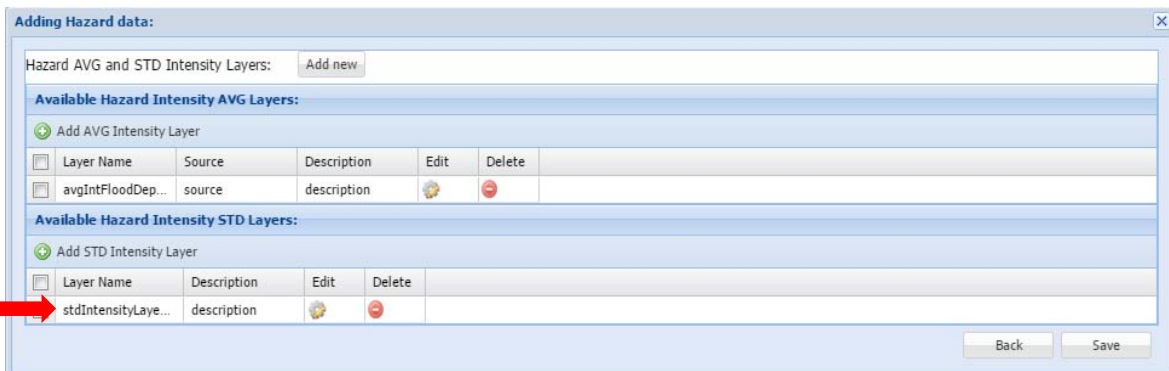 Adding Hazard data:
Hazard AVG and STD Intensity Layers: Add new
Available Hazard Intensity AVG Layers:
Add AVG Intensity Layer
Layer Name Source Description Edit Delete
avgIntFloodDep... source description
Available Hazard Intensity STD Layers:
Add STD Intensity Layer
Layer Name Description Edit Delete
stdIntensityLaye... description
Back Save